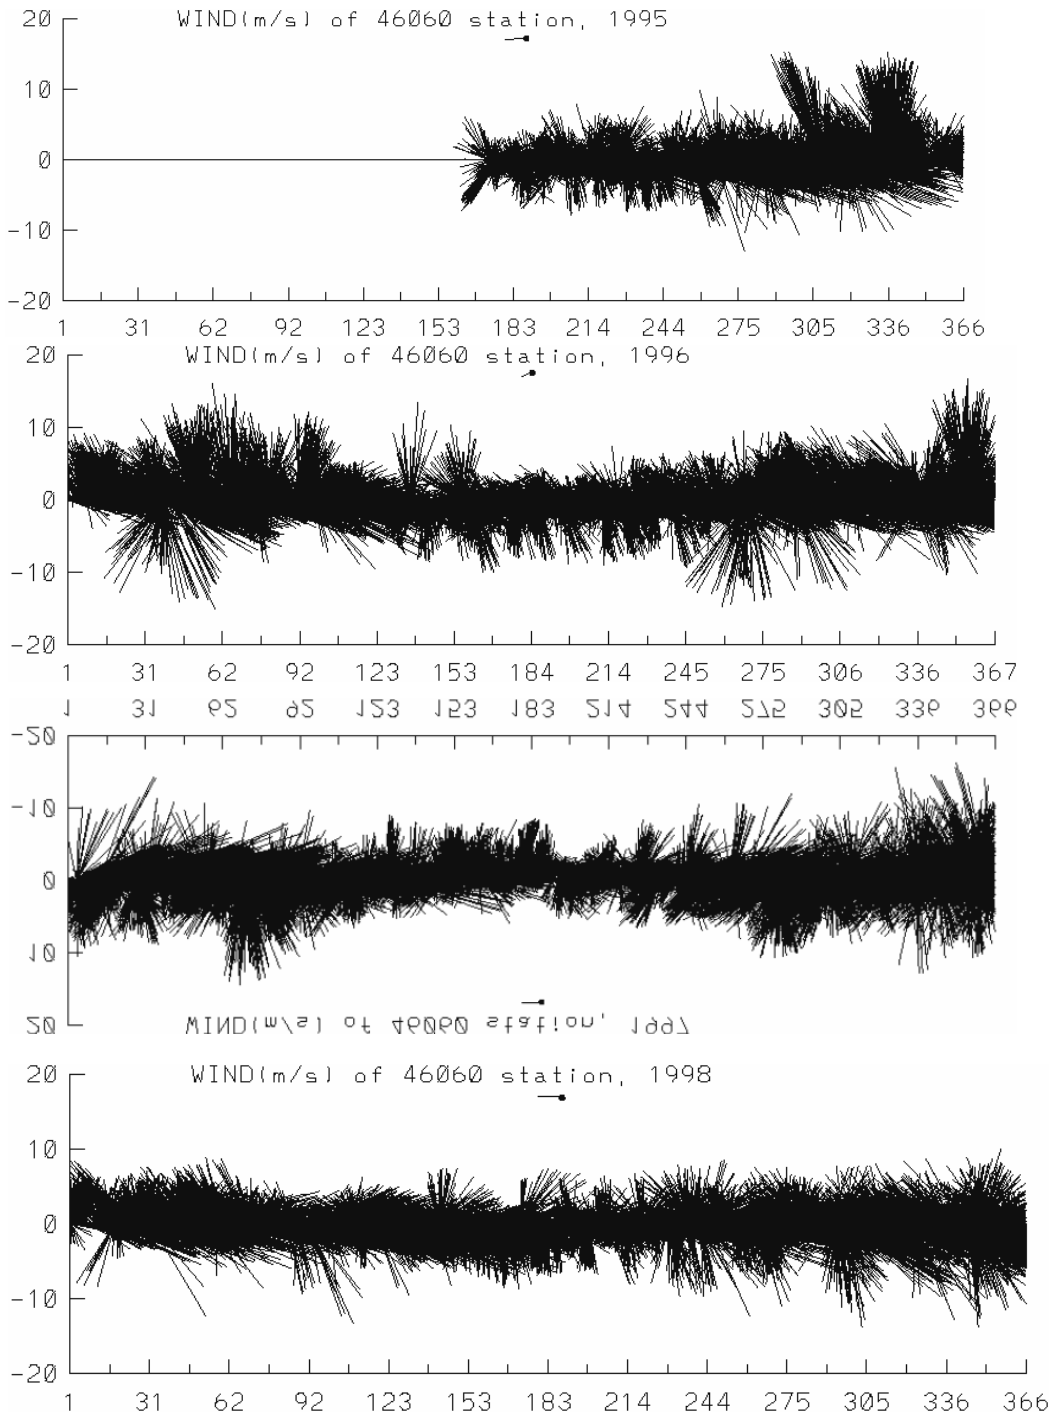 WIND(m/s) of 46060 station, 1995
20
10
0
-10
-20
1 31 62 92 123 153 183 214 244 275 305 336 366
WIND(m/s) of 46060 station, 1996
20
10
0
-10
-20
1 31 62 92 123 153 184 214 245 275 306 336 367
1 31 62 92 123 153 183 214 244 275 305 336 366
-20
-10
0
10
20
WIND(m/s) of 46060 station, 1997
WIND(m/s) of 46060 station, 1998
20
10
0
-10
-20
1 31 62 92 123 153 183 214 244 275 305 336 366